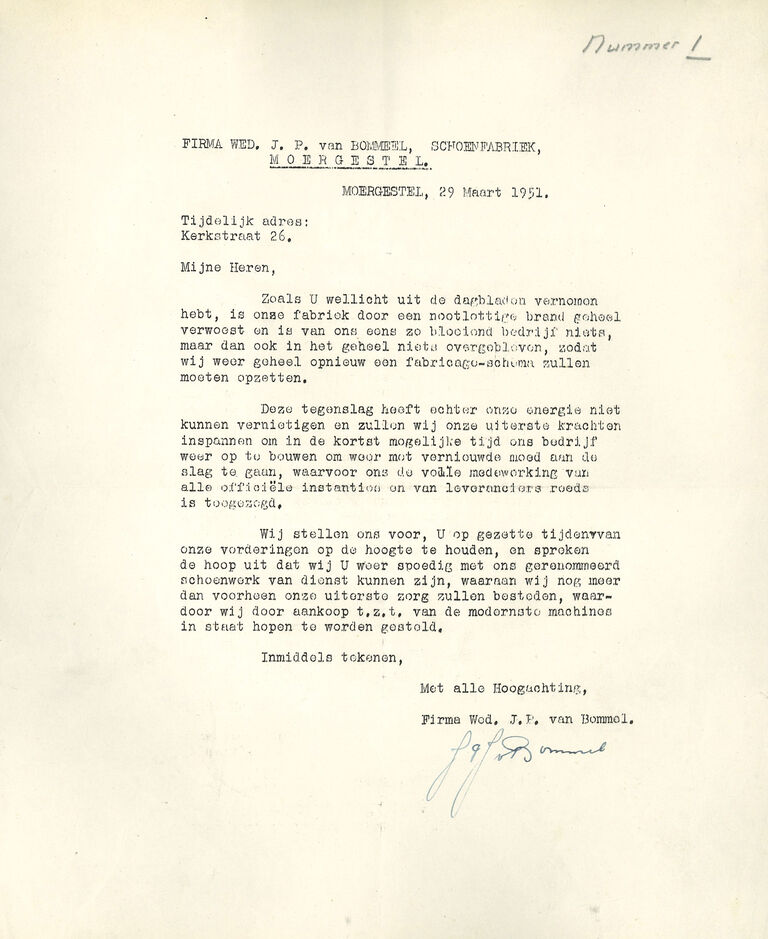 Nummer 1
FIRMA WED. J. P. van BOMMEEL, SCHOENFABRIEK,
MOERGESTEL.
MOERGESTEL, 29 Maart 1951.
Tijdelijk adres:
Kerkstraat 26.
Mijne Heren,
Zoals U wellicht uit de dagbladen vernomen
hebt, is onze fabriek door een nootlottige brand geheel
verwoest en is van ons eens zo bloeiend bedrijf niets,
maar dan ook in het geheel niets overgebleven, zodat
wij weer geheel opnieuw een fabricage-schema zullen
moeten opzetten.
Deze tegenslag heeft echter onze energie niet
kunnen vernietigen en zullen wij onze uiterste krachten
inspannen om in de kortst mogelijke tijd ons bedrijf
weer op te bouwen om weer met vernieuwde moed aan de
slag te gaan, waarvoor ons de volle medewerking van
alle officiële instanties en van leveranciers reeds
is toegezegd.
Wij stellen ons voor, U op gezette tijdenvvan
onze vorderingen op de hoogte te houden, en spreken
de hoop uit dat wij U weer spoedig met ons gerenommeerd
schoenwerk van dienst kunnen zijn, waaraan wij nog meer
dan voorheen onze uiterste zorg zullen besteden, waar-
door wij door aankoop t.z.t. van de modernste machines
in staat hopen te worden gesteld.
Inmiddels tekenen,
Met alle Hoogachting,
Firma Wed. J.P. van Bommel.
v Bommel